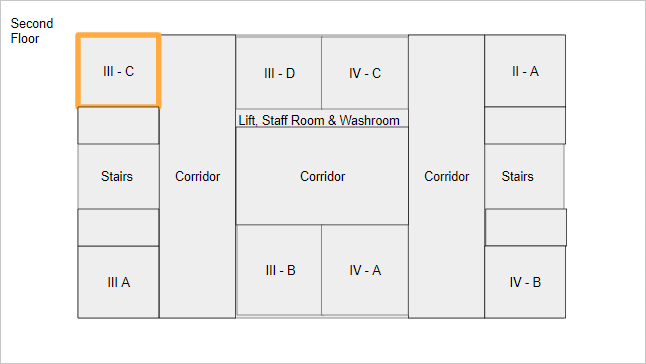 Second
Floor
III - C
III - D
IV - C
II - A
Lift, Staff Room & Washroom
Stairs
Corridor
Corridor
Corridor
Stairs
III A
III - B
IV - A
IV - B